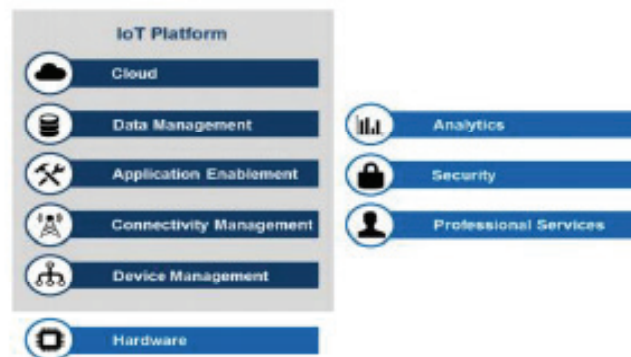 IoT Platform
Cloud
Data Management
Application Enablement
Connectivity Management
Device Management
Hardware
Analytics
Security
Professional Services